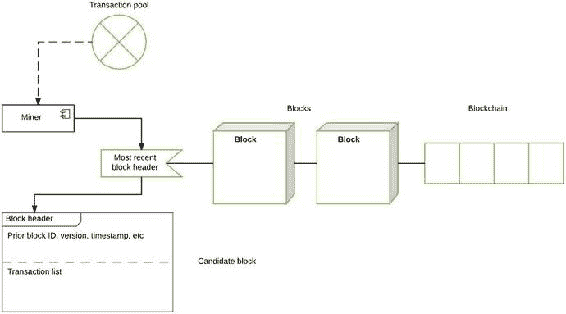 Transaction pool
Miner
Most recent
block header
Blocks
Block
Block
Blockchain
Block header
Prior block ID, version, timestamp, etc
Transaction list
Candidate block